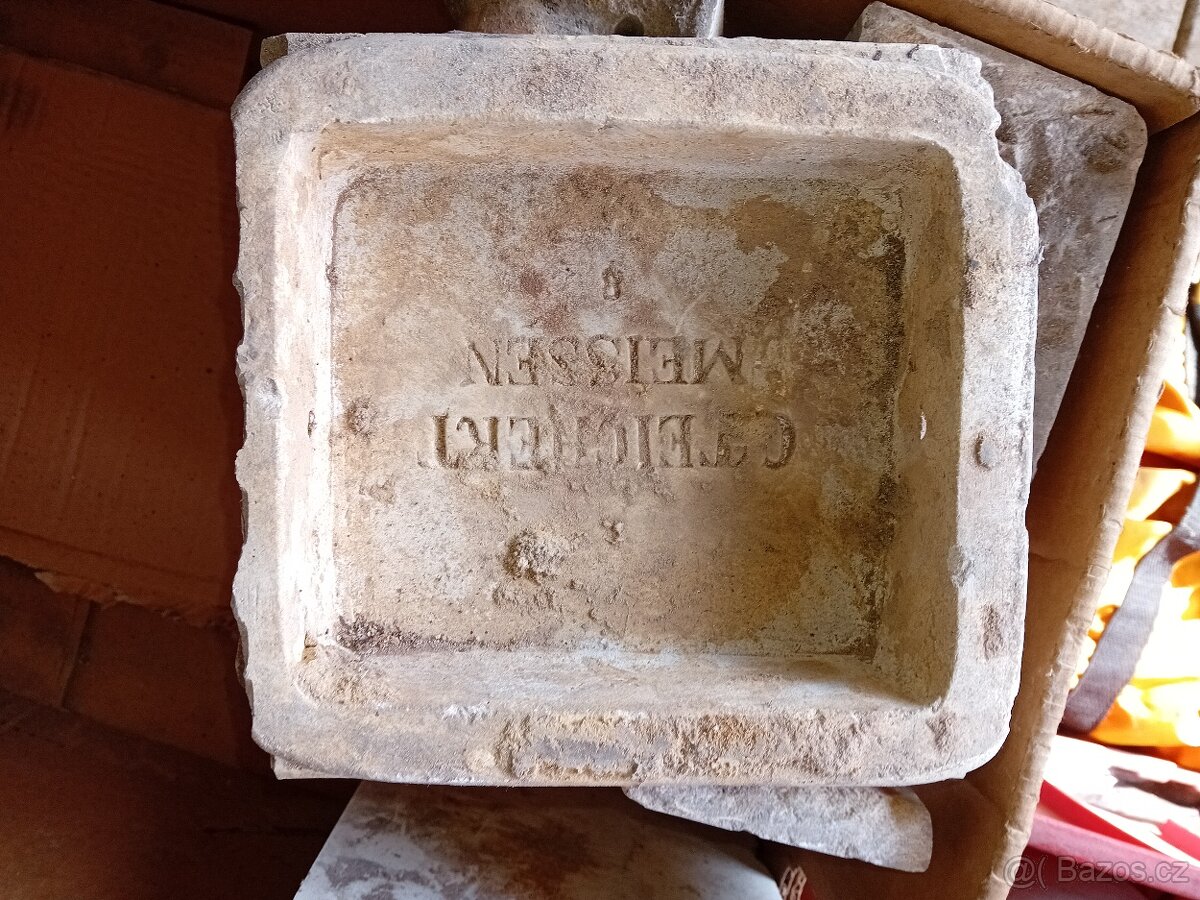 C. TEICHERT
MEISSEN
8
@( Bazos.cz